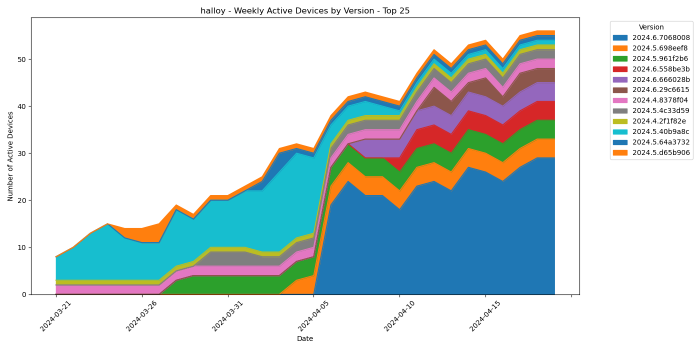 halloy - Weekly Active Devices by Version - Top 25
Number of Active Devices
50
40
30
20
10
0
2024-03-21
2024-03-26
2024-03-31
2024-04-05
2024-04-10
2024-04-15
Date
Version
2024.6.7068008
2024.5.698eef8
2024.5.961f2b6
2024.6.558be3b
2024.6.666028b
2024.6.29c6615
2024.4.8378f04
2024.5.4c33d59
2024.4.2f1f82e
2024.5.40b9a8c
2024.5.64a3732
2024.5.d65b906